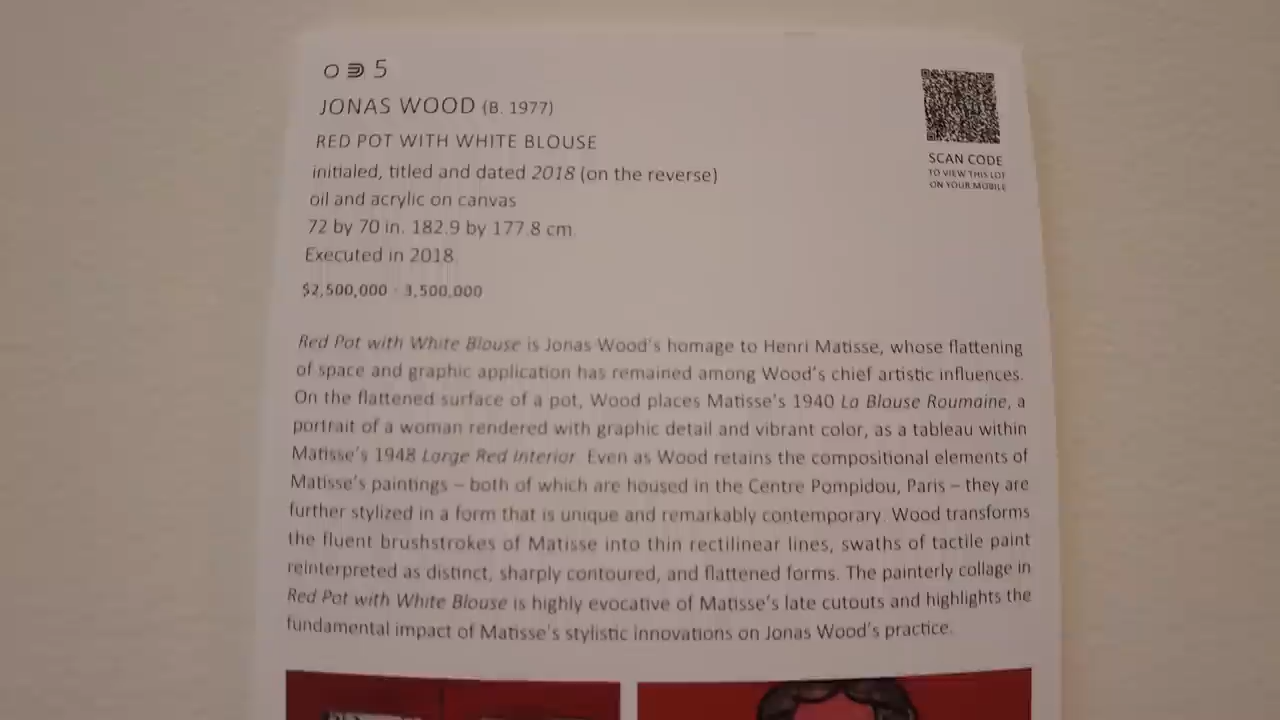 O ⋑ 5
JONAS WOOD (B. 1977)
RED POT WITH WHITE BLOUSE
initialed, titled and dated 2018 (on the reverse)
oil and acrylic on canvas
72 by 70 in. 182.9 by 177.8 cm.
Executed in 2018.
$2,500,000 - 3,500,000
SCAN CODE
TO VIEW THIS LOT
ON YOUR MOBILE
Red Pot with White Blouse is Jonas Wood's homage to Henri Matisse, whose flattening
of space and graphic application has remained among Wood's chief artistic influences.
On the flattened surface of a pot, Wood places Matisse's 1940 La Blouse Roumaine, a
portrait of a woman rendered with graphic detail and vibrant color, as a tableau within
Matisse's 1948 Large Red Interior. Even as Wood retains the compositional elements of
Matisse's paintings – both of which are housed in the Centre Pompidou, Paris – they are
further stylized in a form that is unique and remarkably contemporary. Wood transforms
the fluent brushstrokes of Matisse into thin rectilinear lines, swaths of tactile paint
reinterpreted as distinct, sharply contoured, and flattened forms. The painterly collage in
Red Pot with White Blouse is highly evocative of Matisse's late cutouts and highlights the
fundamental impact of Matisse's stylistic innovations on Jonas Wood's practice.